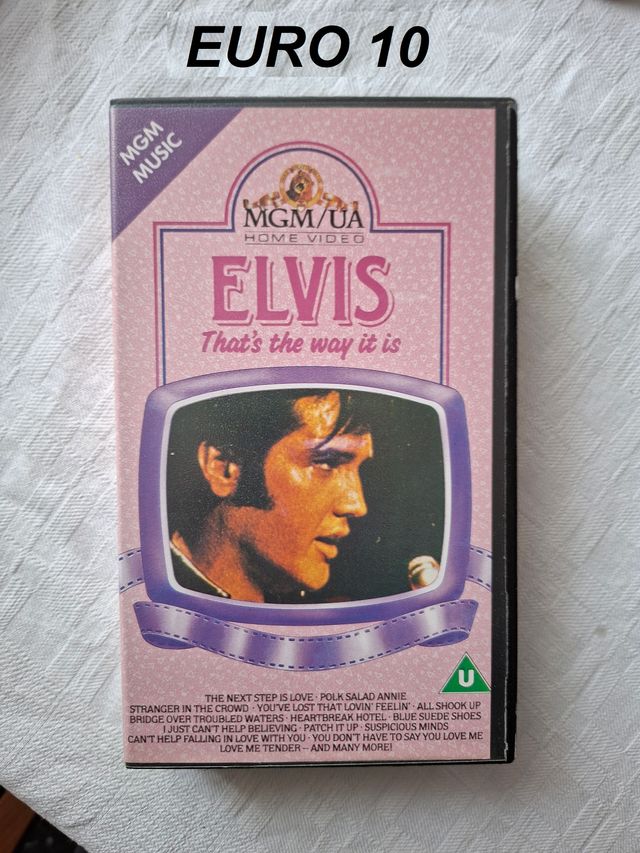 EURO 10
MGM
MUSIC
MGM/UA
HOME VIDEO
ELVIS
That's the way it is
U
THE NEXT STEP IS LOVE · POLK SALAD ANNIE
STRANGER IN THE CROWD · YOU'VE LOST THAT LOVIN' FEELIN' · ALL SHOOK UP
BRIDGE OVER TROUBLED WATERS · HEARTBREAK HOTEL · BLUE SUEDE SHOES
I JUST CAN'T HELP BELIEVING · PATCH IT UP · SUSPICIOUS MINDS
CAN'T HELP FALLING IN LOVE WITH YOU · YOU DON'T HAVE TO SAY YOU LOVE ME
LOVE ME TENDER – AND MANY MORE!